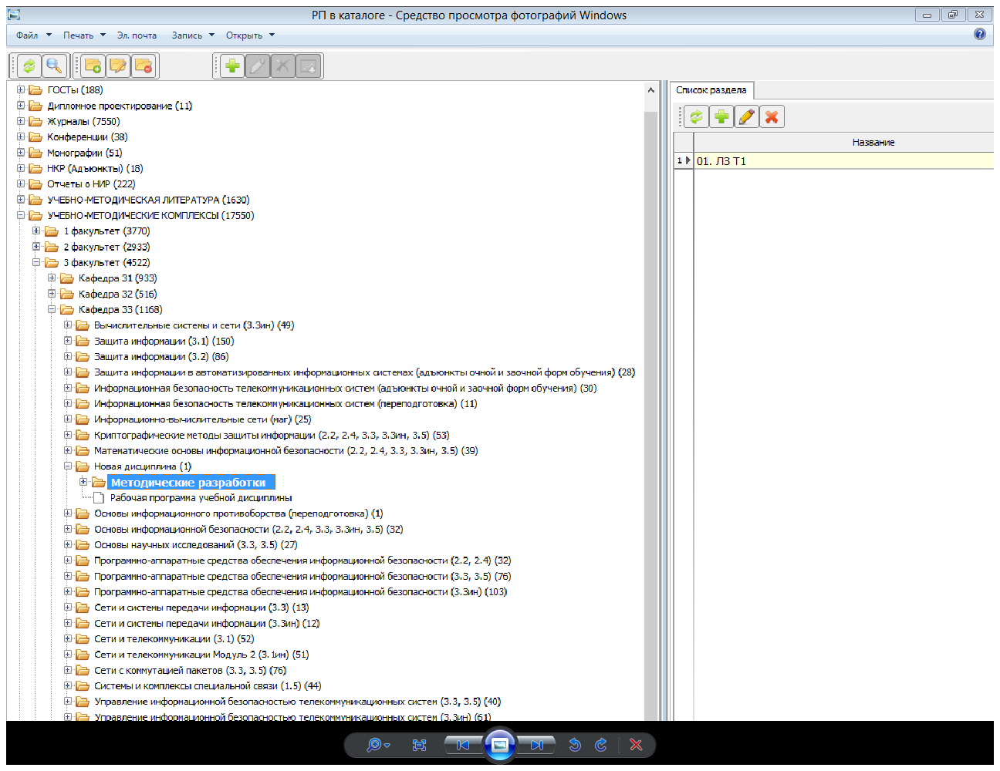 РП в каталоге - Средство просмотра фотографий Windows
Файл Печать Эл. почта Запись Открыть
ГОСТы (188)
Дипломное проектирование (11)
Журналы (7550)
Конференции (38)
Монографии (51)
НКР (Адъюнкты) (18)
Отчеты о НИР (222)
УЧЕБНО-МЕТОДИЧЕСКАЯ ЛИТЕРАТУРА (1630)
УЧЕБНО-МЕТОДИЧЕСКИЕ КОМПЛЕКСЫ (17550)
1 факультет (3770)
2 факультет (2933)
3 факультет (4522)
Кафедра 31 (933)
Кафедра 32 (516)
Кафедра 33 (1168)
Вычислительные системы и сети (3.3ин) (49)
Защита информации (3.1) (150)
Защита информации (3.2) (86)
Защита информации в автоматизированных информационных системах (адъюнкты очной и заочной форм обучения) (28)
Информационная безопасность телекоммуникационных систем (адъюнкты очной и заочной форм обучения) (30)
Информационная безопасность телекоммуникационных систем (переподготовка) (11)
Информационно-вычислительные сети (маг) (25)
Криптографические методы защиты информации (2.2, 2.4, 3.3, 3.3ин, 3.5) (53)
Математические основы информационной безопасности (2.2, 2.4, 3.3, 3.3ин, 3.5) (39)
Новая дисциплина (1)
Методические разработки
Рабочая программа учебной дисциплины
Основы информационного противоборства (переподготовка) (1)
Основы информационной безопасности (2.2, 2.4, 3.3, 3.3ин, 3.5) (32)
Основы научных исследований (3.3, 3.5) (27)
Программно-аппаратные средства обеспечения информационной безопасности (2.2, 2.4) (32)
Программно-аппаратные средства обеспечения информационной безопасности (3.3, 3.5) (76)
Программно-аппаратные средства обеспечения информационной безопасности (3.3ин) (103)
Сети и системы передачи информации (3.3) (13)
Сети и системы передачи информации (3.3ин) (12)
Сети и телекоммуникации (3.1) (52)
Сети и телекоммуникации Модуль 2 (3.1ин) (51)
Сети с коммутацией пакетов (3.3, 3.5) (76)
Системы и комплексы специальной связи (1.5) (44)
Управление информационной безопасностью телекоммуникационных систем (3.3, 3.5) (40)
Управление информационной безопасностью телекоммуникационных систем (3.3ин) (61)
Список раздела
Название
1 01. ЛЗ Т1